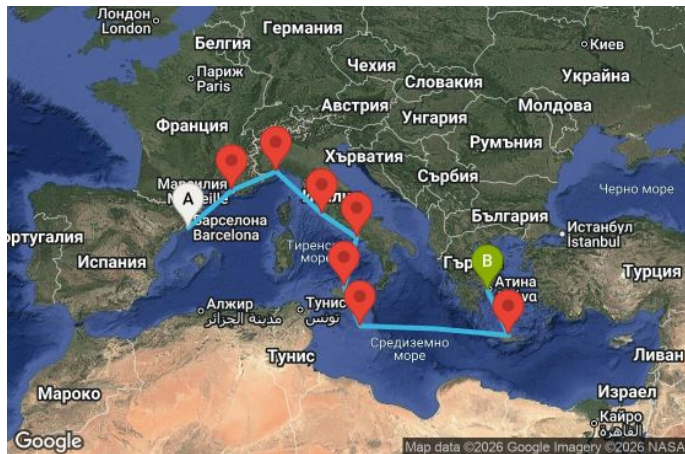 Лондон
London
Германия
Белгия
Киев
Чехия
Париж
Paris
Украйна
Словакия
Австрия
Молдова
Унгария
Франция
Румъния
Хърватия
Сърбия
A
Черно море
България
Барселона
Barcelona
Истанбул
İstanbul
Тиренско
море
B
Испания
Атина
Турция
Алжир
مدينة الجزائر
Тунис
تونس
Средиземно
море
Тунис
Ливан
Мароко
Израел
Кайро
القاهرة
Google
Map data ©2026 Google Imagery ©2026 NASA